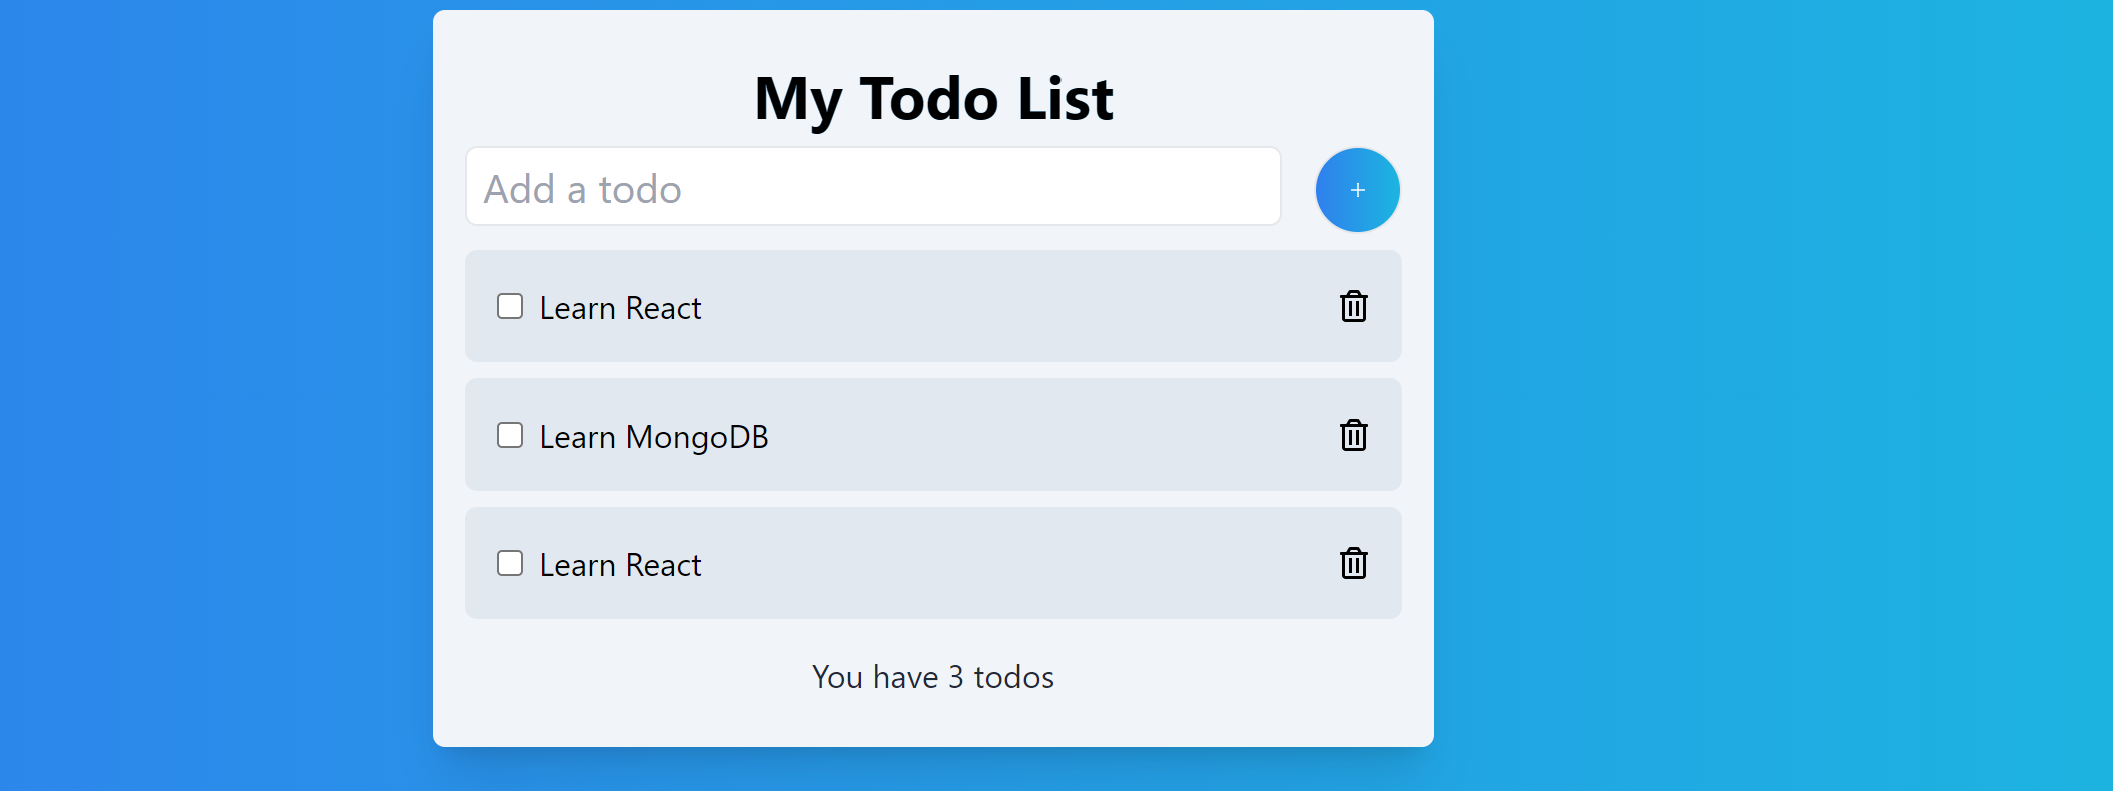 My Todo List
Add a todo
+
Learn React
Learn MongoDB
Learn React
You have 3 todos